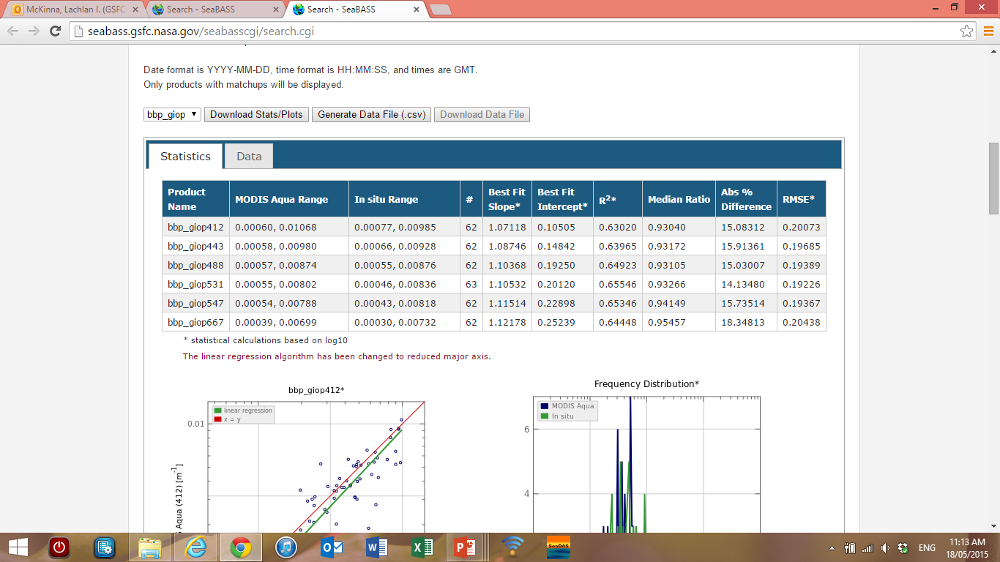 McKinna, Lachlan I. (GSFC
Search - SeaBASS
Search - SeaBASS
seabass.gsfc.nasa.gov/seabasscgi/search.cgi
Date format is YYYY-MM-DD, time format is HH:MM:SS, and times are GMT.
Only products with matchups will be displayed.
bbp_giop Download Stats/Plots Generate Data File (.csv) Download Data File
Statistics Data
Product Name MODIS Aqua Range In situ Range # Best Fit Slope* Best Fit Intercept* R2* Median Ratio Abs % Difference RMSE*
bbp_giop412 0.00060, 0.01068 0.00077, 0.00985 62 1.07118 0.10505 0.63020 0.93040 15.08312 0.20073
bbp_giop443 0.00058, 0.00980 0.00066, 0.00928 62 1.08746 0.14842 0.63965 0.93172 15.91361 0.19685
bbp_giop488 0.00057, 0.00874 0.00055, 0.00876 62 1.10368 0.19250 0.64923 0.93105 15.03007 0.19389
bbp_giop531 0.00055, 0.00802 0.00046, 0.00836 63 1.10532 0.20120 0.65546 0.93266 14.13480 0.19226
bbp_giop547 0.00054, 0.00788 0.00043, 0.00818 62 1.11514 0.22898 0.65346 0.94149 15.73514 0.19367
bbp_giop667 0.00039, 0.00699 0.00030, 0.00732 62 1.12178 0.25239 0.64448 0.95457 18.34813 0.20438
* statistical calculations based on log10
The linear regression algorithm has been changed to reduced major axis.
bbp_giop412*
linear regression
x = y
0.01
Aqua (412) [m-1]
Frequency Distribution*
MODIS Aqua
In situ
6
4
SeaDAS
ENG
11:13 AM
18/05/2015